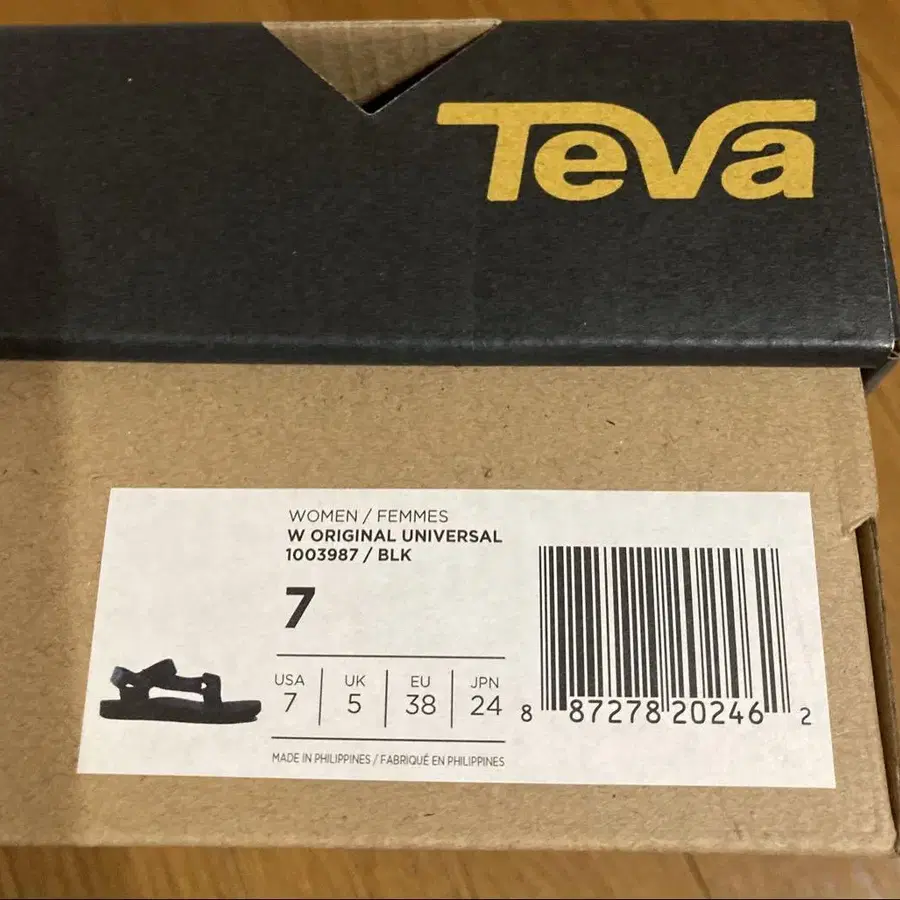 Teva
WOMEN / FEMMES
W ORIGINAL UNIVERSAL
1003987 / BLK
7
USA UK EU JPN
7 5 38 24
8 87278 20246 2
MADE IN PHILIPPINES / FABRIQUÉ EN PHILIPPINES